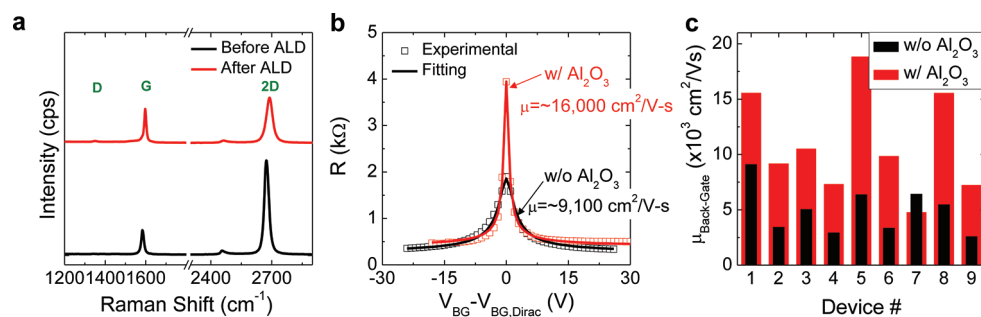 a
Before ALD
After ALD
D
G
2D
Intensity (cps)
1200 1400 1600 2400 2700
Raman Shift (cm⁻¹)
b
Experimental
Fitting
w/ Al₂O₃
μ=~16,000 cm²/V-s
w/o Al₂O₃
μ=~9,100 cm²/V-s
R (kΩ)
5
4
3
2
1
0
-30 -15 0 15 30
V_BG-V_BG,Dirac (V)
c
w/o Al₂O₃
w/ Al₂O₃
μ_Back-Gate (x10³ cm²/Vs)
20
15
10
5
0
1 2 3 4 5 6 7 8 9
Device #